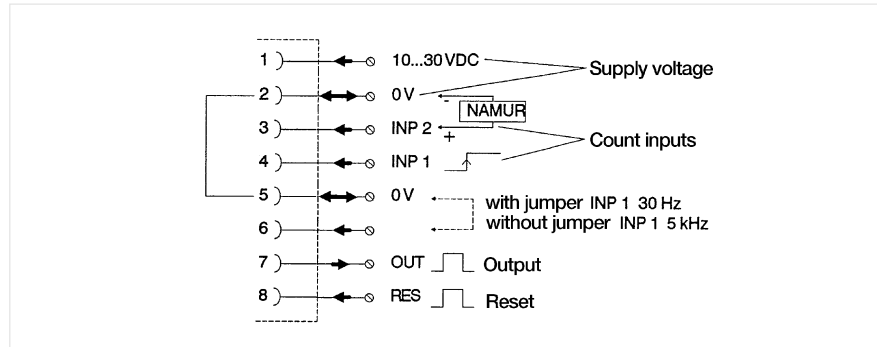 1 10...30 VDC Supply voltage
2 0 V -
NAMUR
3 INP 2 +
Count inputs
4 INP 1
5 0 V
with jumper INP 1 30 Hz
without jumper INP 1 5 kHz
6
7 OUT Output
8 RES Reset